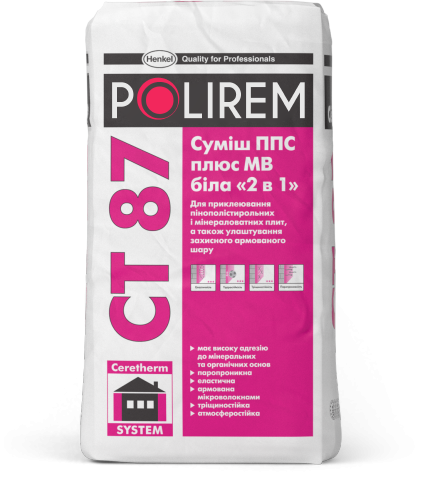 Henkel Quality for Professionals
POLIREM
CT 87
Суміш ППС
плюс МВ
біла «2 в 1»
Для приклеювання
пінополістирольних
і мінераловатних плит,
а також улаштування
захисного армованого
шару
• має високу адгезію
до мінеральних
та органічних основ
• паропроникна
• еластична
• армована
мікроволокнами
• тріщиностійка
• атмосферостійка
Ceretherm
SYSTEM